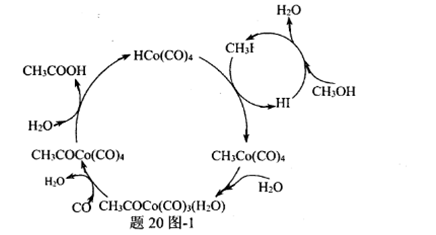 H₂O
HCo(CO)₄
CH₃I
CH₃COOH
HI
CH₃OH
H₂O
CH₃COCo(CO)₄
CH₃Co(CO)₄
H₂O
H₂O
CO
CH₃COCo(CO)₃(H₂O)
题 20 图-1